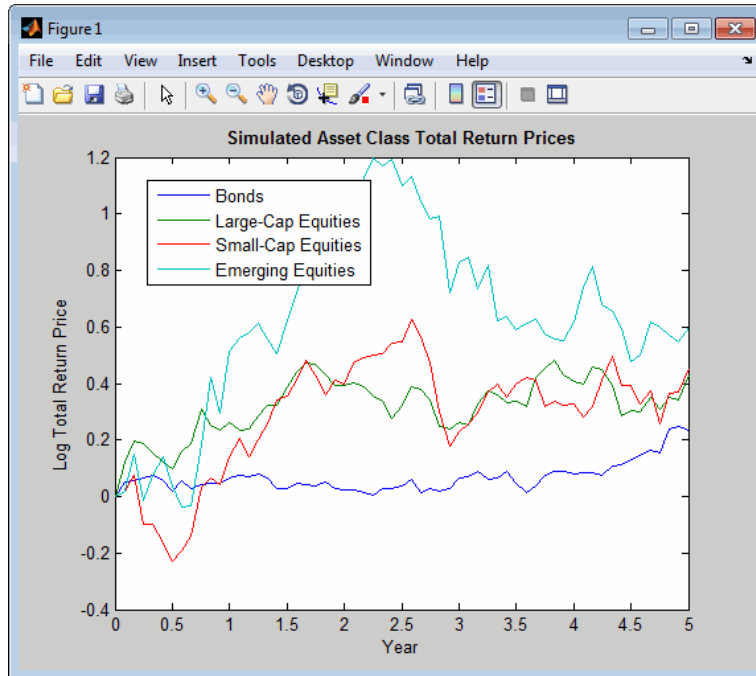 Figure 1
File Edit View Insert Tools Desktop Window Help
Simulated Asset Class Total Return Prices
1.2
1
0.8
0.6
0.4
0.2
0
-0.2
-0.4
Log Total Return Price
Bonds
Large-Cap Equities
Small-Cap Equities
Emerging Equities
0 0.5 1 1.5 2 2.5 3 3.5 4 4.5 5
Year